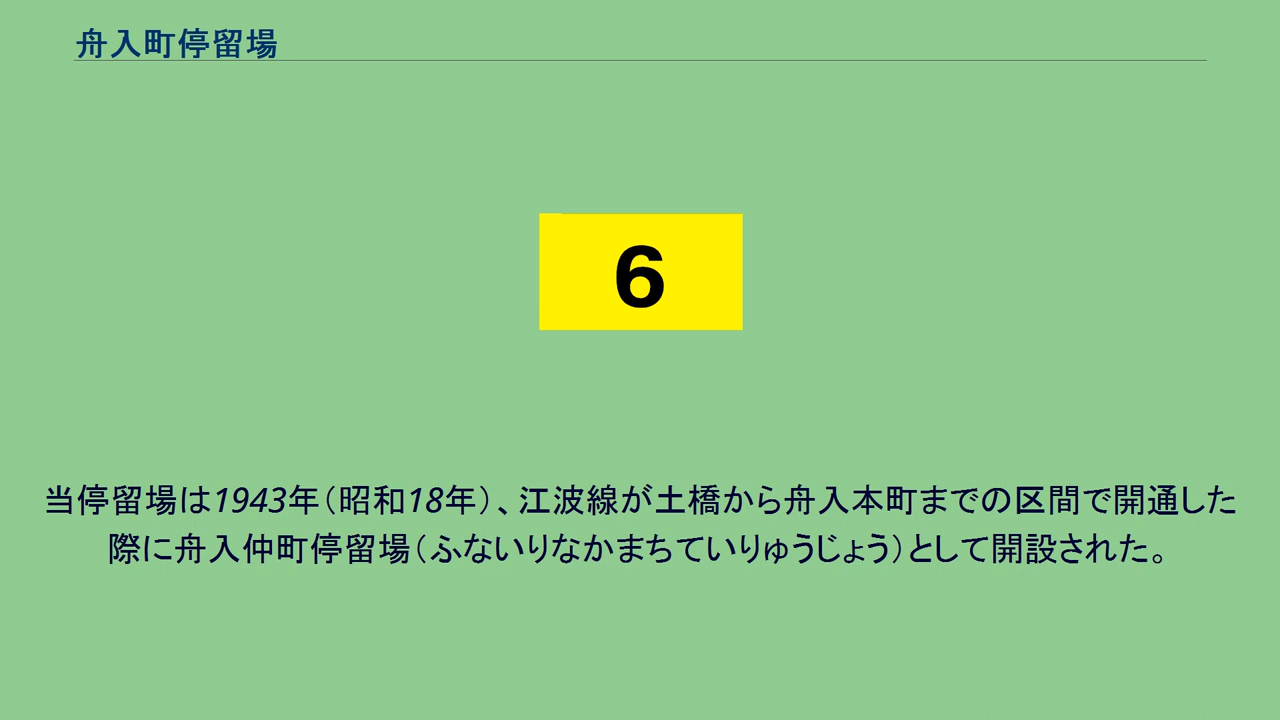 舟入町停留場
6
当停留場は1943年（昭和18年）、江波線が土橋から舟入本町までの区間で開通した
際に舟入仲町停留場（ふないりなかまちていりゅうじょう）として開設された。